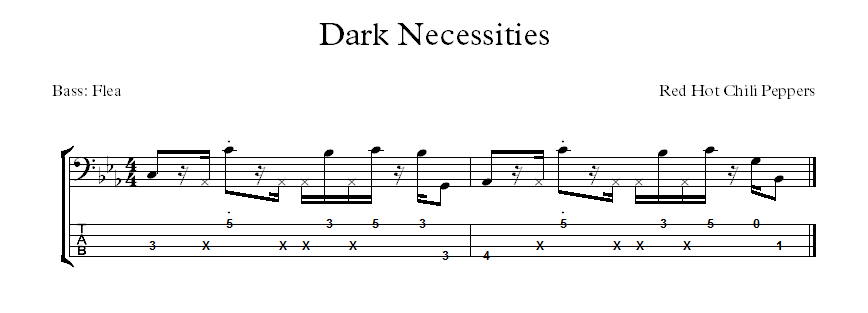 Dark Necessities
Bass: Flea
Red Hot Chili Peppers
4
4
T
A
B
5 3 5 3 5 3 5 0
3 X X X X X X X X 1
3 4